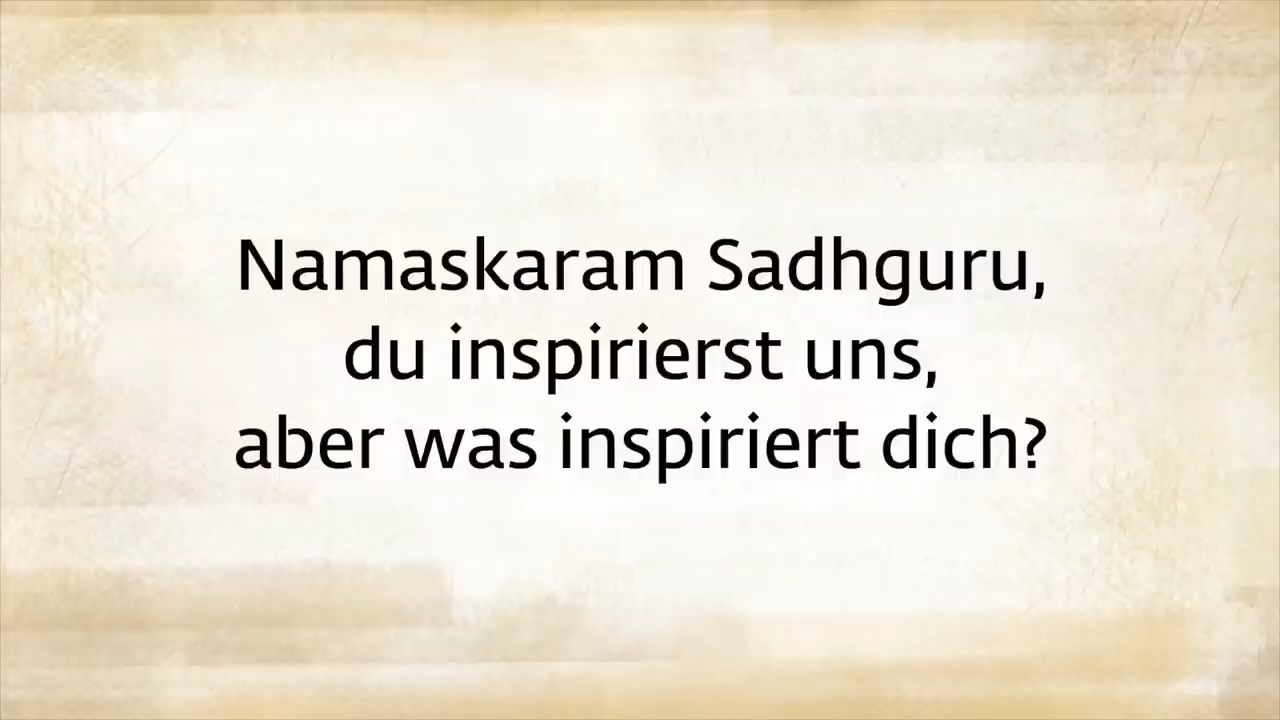 Namaskaram Sadhguru,
du inspirierst uns,
aber was inspiriert dich?